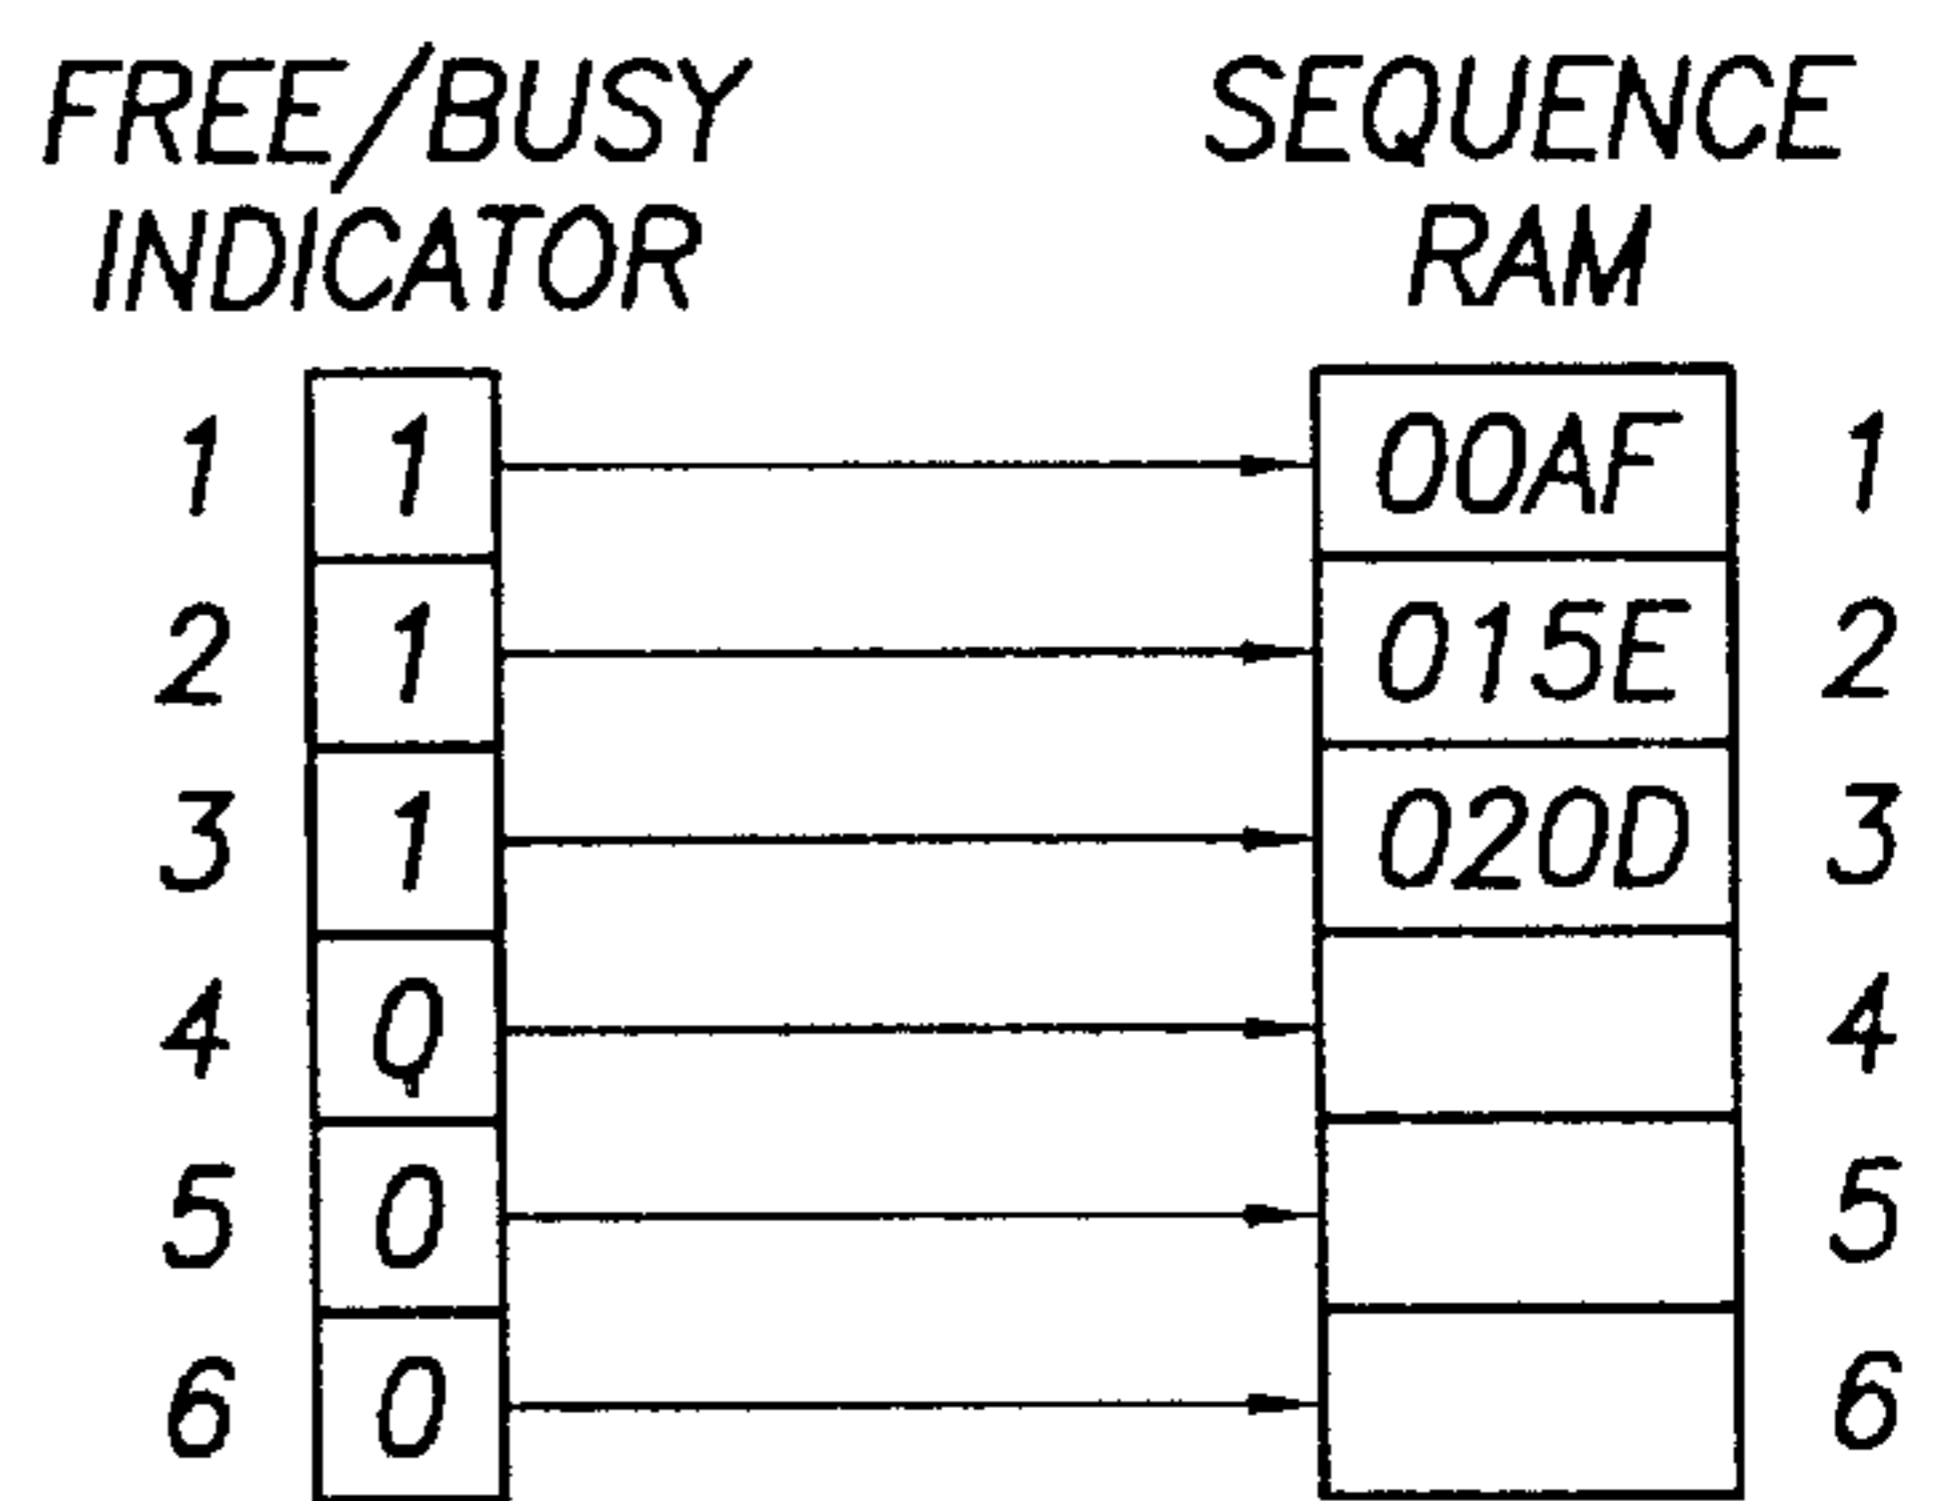 FREE/BUSY SEQUENCE
INDICATOR RAM
1 1 00AF 1
2 1 015E 2
3 1 020D 3
4 Q 4
5 0 5
6 0 6